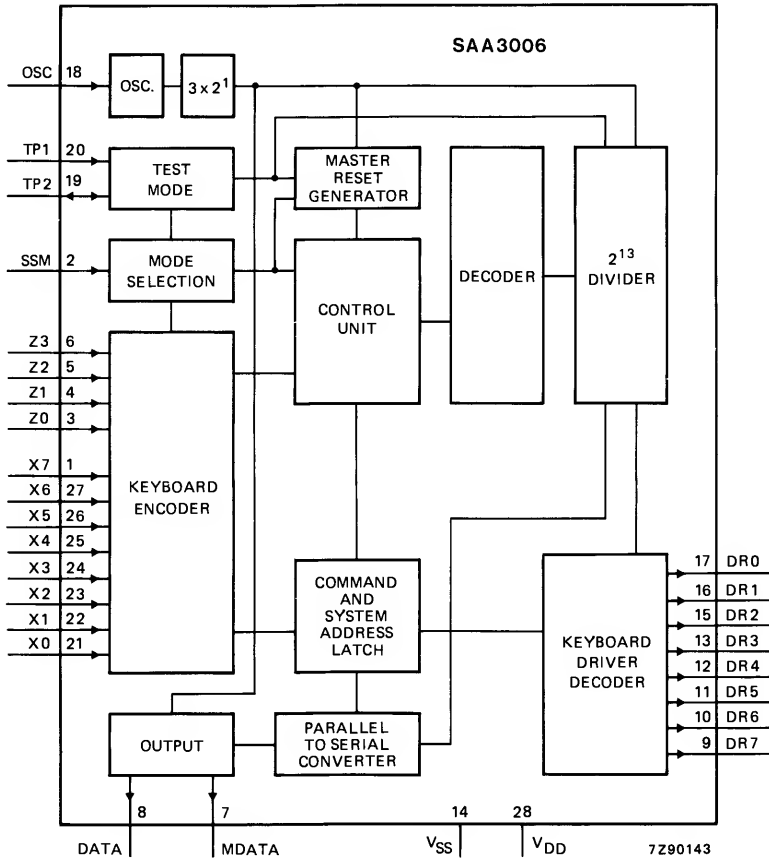 SAA3006
OSC 18
OSC.
3 x 2¹
TP1 20
TP2 19
TEST
MODE
MASTER
RESET
GENERATOR
SSM 2
MODE
SELECTION
CONTROL
UNIT
DECODER
2¹³
DIVIDER
Z3 6
Z2 5
Z1 4
Z0 3
X7 1
X6 27
X5 26
X4 25
X3 24
X2 23
X1 22
X0 21
KEYBOARD
ENCODER
COMMAND
AND
SYSTEM
ADDRESS
LATCH
KEYBOARD
DRIVER
DECODER
17 DR0
16 DR1
15 DR2
13 DR3
12 DR4
11 DR5
10 DR6
9 DR7
OUTPUT
PARALLEL
TO SERIAL
CONVERTER
8 7 14 28
DATA MDATA VSS VDD 7Z90143